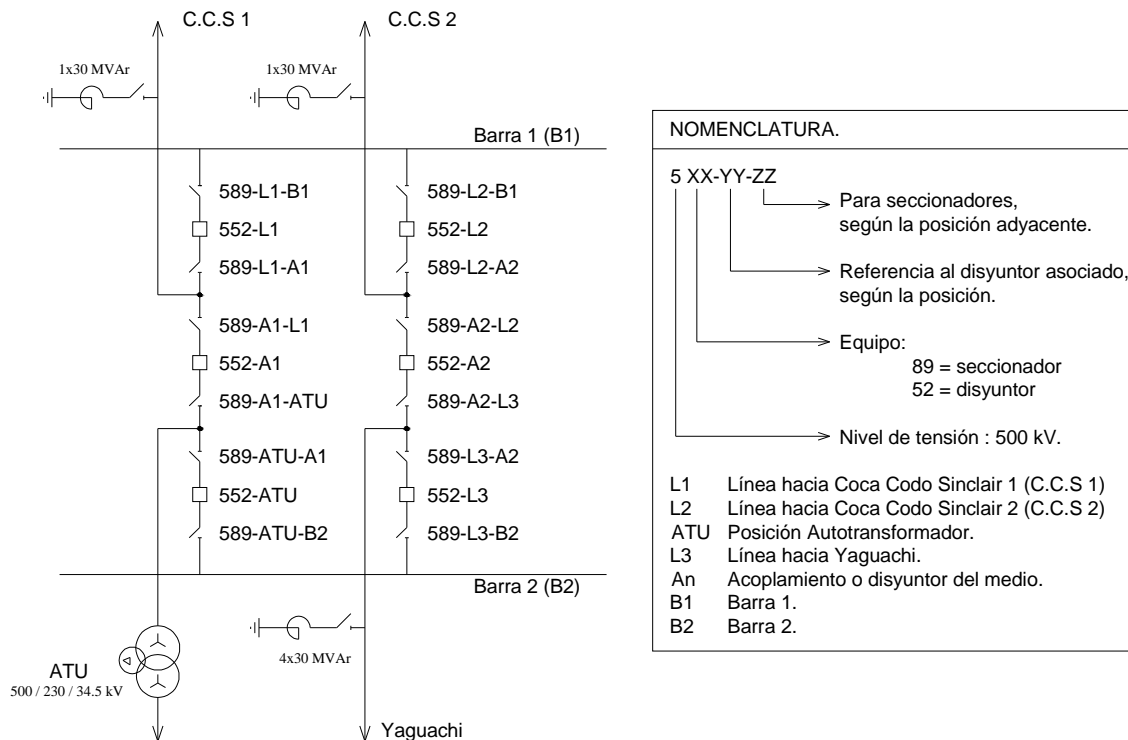 C.C.S 1
C.C.S 2
1x30 MVAr
1x30 MVAr
Barra 1 (B1)
589-L1-B1
552-L1
589-L1-A1
589-A1-L1
552-A1
589-A1-ATU
589-ATU-A1
552-ATU
589-ATU-B2
589-L2-B1
552-L2
589-L2-A2
589-A2-L2
552-A2
589-A2-L3
589-L3-A2
552-L3
589-L3-B2
Barra 2 (B2)
4x30 MVAr
ATU
500 / 230 / 34.5 kV
Yaguachi
NOMENCLATURA.
5 XX-YY-ZZ
Para seccionadores,
según la posición adyacente.
Referencia al disyuntor asociado,
según la posición.
Equipo:
89 = seccionador
52 = disyuntor
Nivel de tensión : 500 kV.
L1 Línea hacia Coca Codo Sinclair 1 (C.C.S 1)
L2 Línea hacia Coca Codo Sinclair 2 (C.C.S 2)
ATU Posición Autotransformador.
L3 Línea hacia Yaguachi.
An Acoplamiento o disyuntor del medio.
B1 Barra 1.
B2 Barra 2.